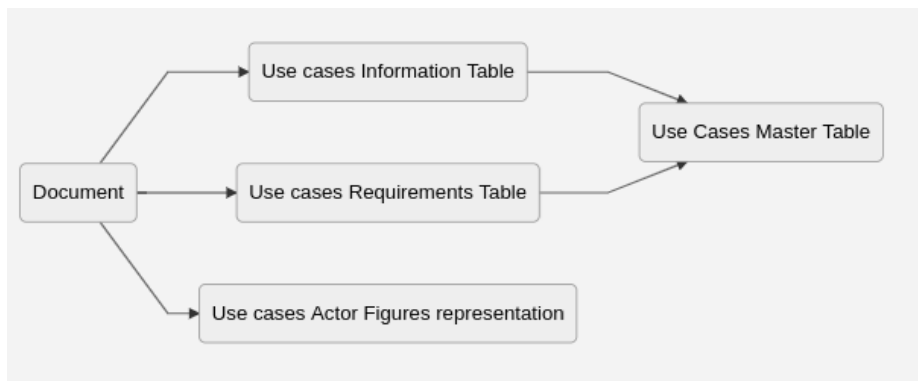 Use cases Information Table
Use Cases Master Table
Document
Use cases Requirements Table
Use cases Actor Figures representation